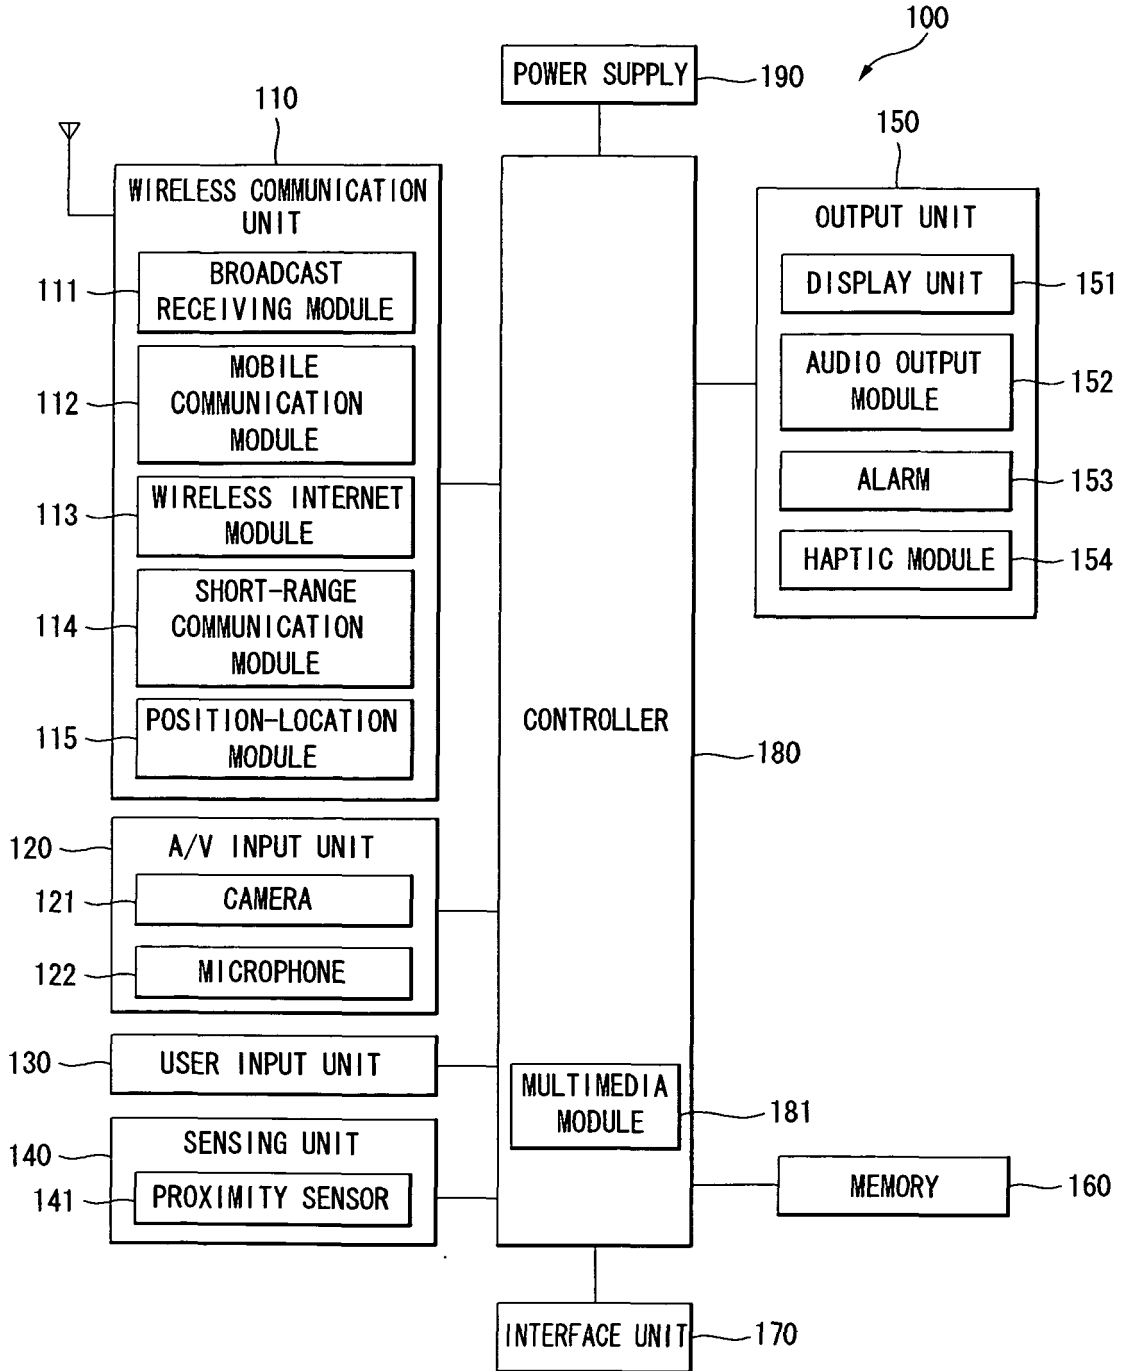 100
POWER SUPPLY
190
110
150
WIRELESS COMMUNICATION
UNIT
BROADCAST
RECEIVING MODULE
111
MOBILE
COMMUNICATION
MODULE
112
WIRELESS INTERNET
MODULE
113
SHORT-RANGE
COMMUNICATION
MODULE
114
POSITION-LOCATION
MODULE
115
OUTPUT UNIT
DISPLAY UNIT
151
AUDIO OUTPUT
MODULE
152
ALARM
153
HAPTIC MODULE
154
CONTROLLER
180
A/V INPUT UNIT
120
CAMERA
121
MICROPHONE
122
USER INPUT UNIT
130
MULTIMEDIA
MODULE
181
SENSING UNIT
140
PROXIMITY SENSOR
141
MEMORY
160
INTERFACE UNIT
170